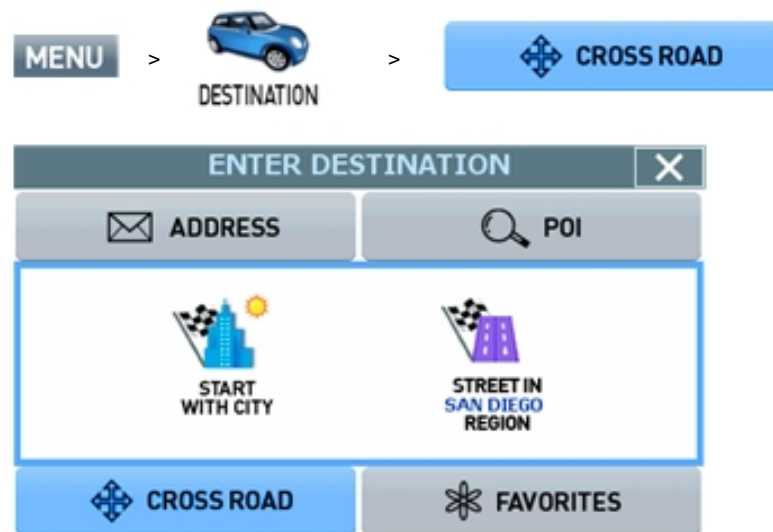 MENU > DESTINATION > CROSS ROAD
ENTER DESTINATION X
ADDRESS POI
START
WITH CITY
STREET IN
SAN DIEGO
REGION
CROSS ROAD FAVORITES